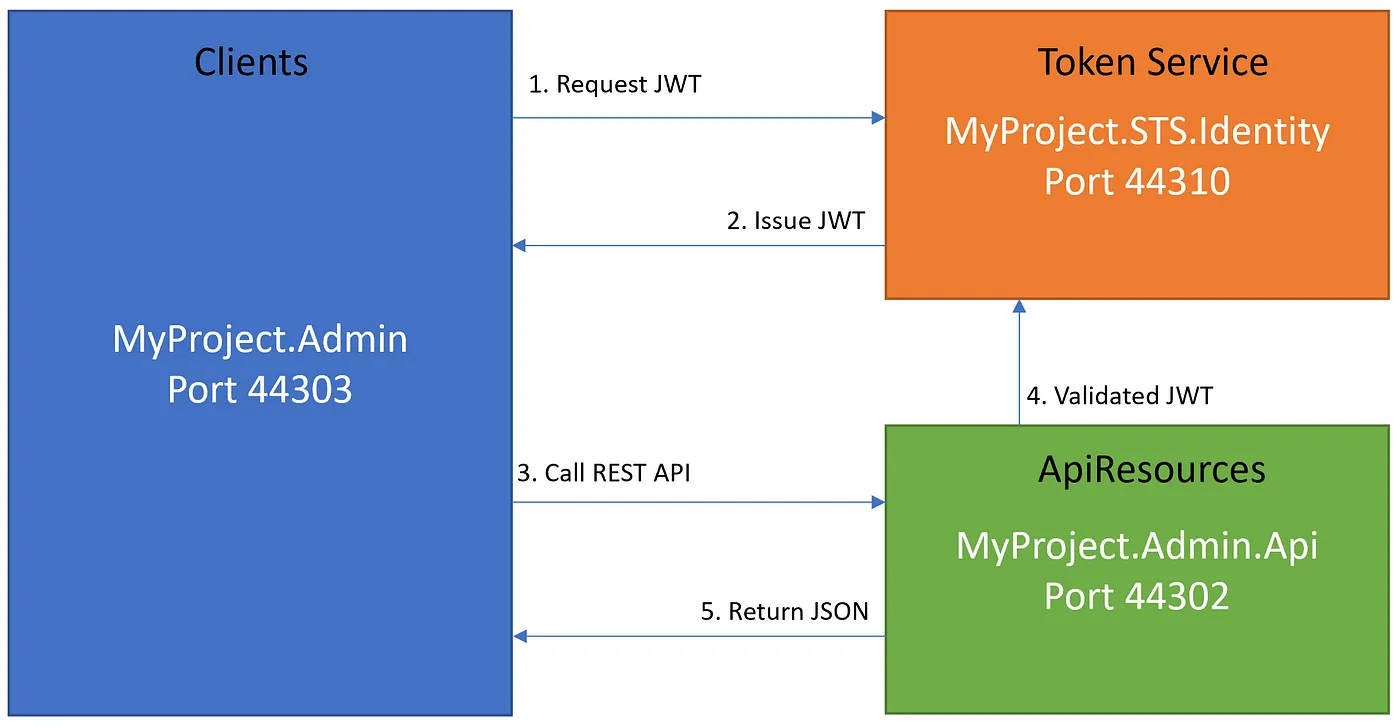 Clients
MyProject.Admin
Port 44303
1. Request JWT
2. Issue JWT
3. Call REST API
4. Validated JWT
5. Return JSON
Token Service
MyProject.STS.Identity
Port 44310
ApiResources
MyProject.Admin.Api
Port 44302